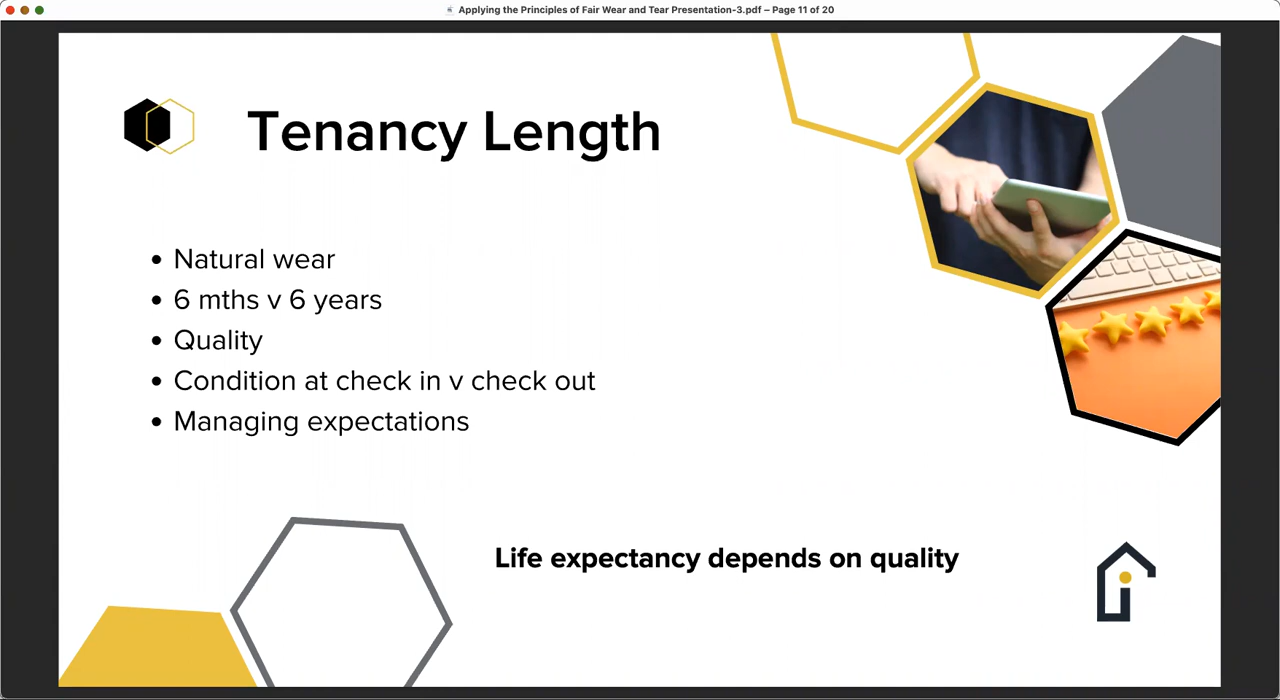 Applying the Principles of Fair Wear and Tear Presentation-3.pdf – Page 11 of 20
Tenancy Length
• Natural wear
• 6 mths v 6 years
• Quality
• Condition at check in v check out
• Managing expectations
Life expectancy depends on quality